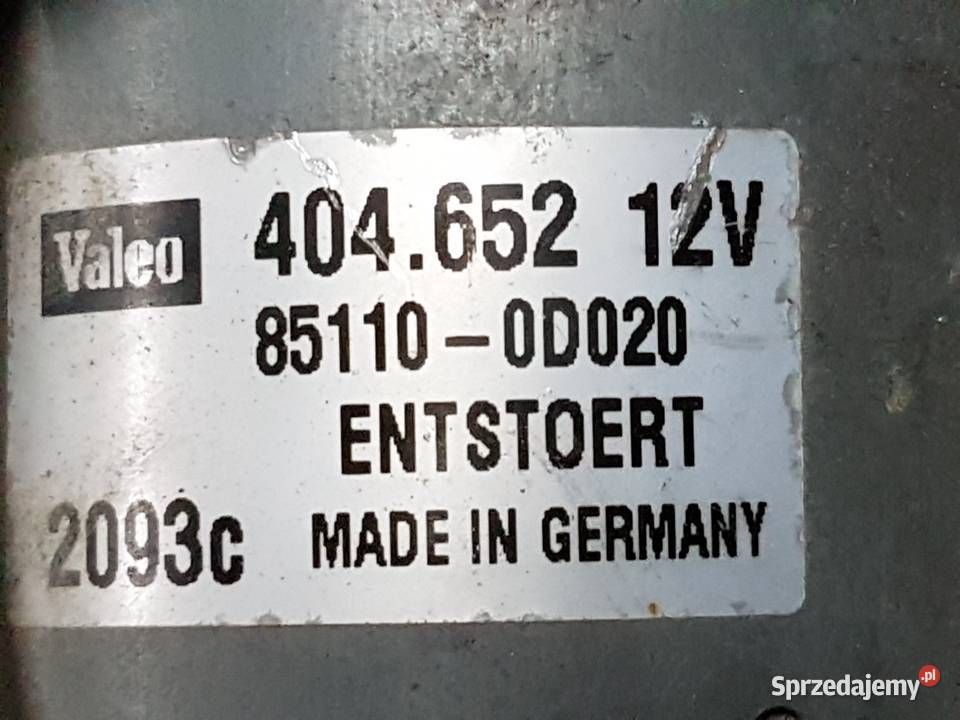 Valeo 404.652 12V
85110-0D020
ENTSTOERT
2093c MADE IN GERMANY
Sprzedajemy.pl